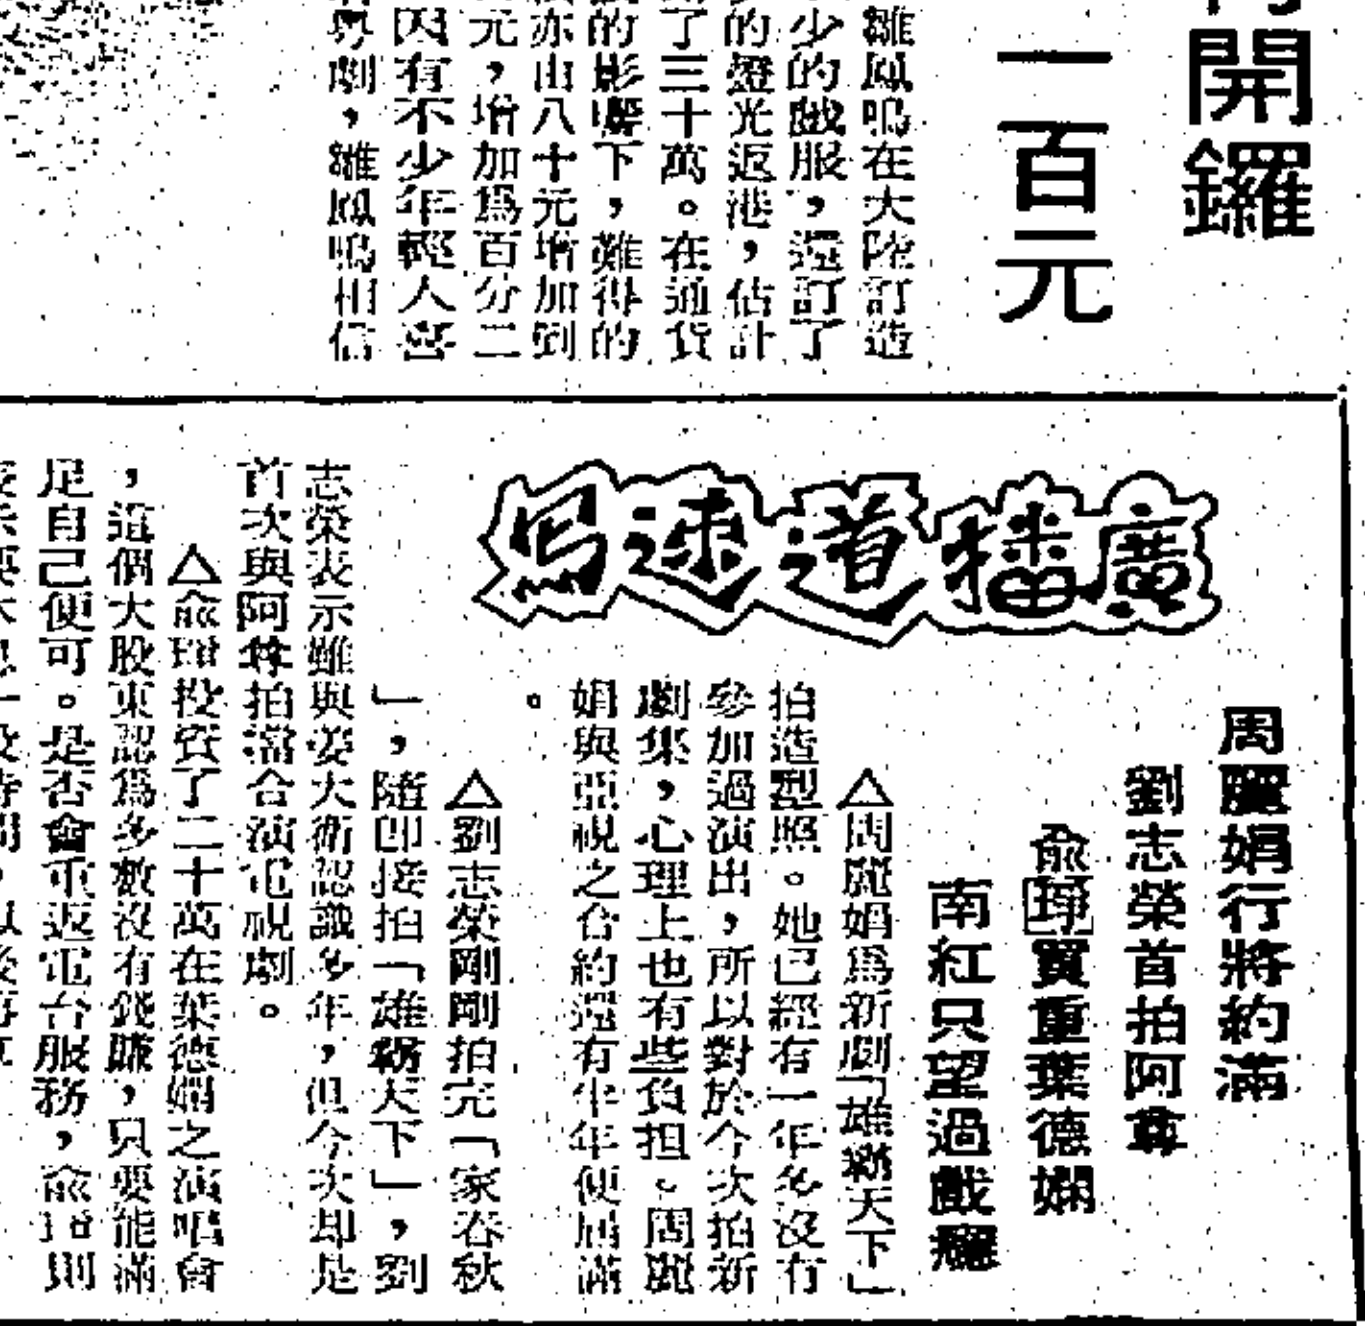 開鑼
一百元
雛鳳鳴在大陸訂造
少的戲服，還訂了
的燈光返港，估計
了三十萬。在通貨
的影響下，難得的
亦由八十元增加到
元，增加為百分二
因有不少年輕人喜
粵劇，雛鳳鳴相信
廣播道速写
周麗娟行將約滿
劉志榮首拍阿尊
俞琤賣重葉德嫻
南紅只望過戲癮
△周麗娟為新劇「雄霸天下」
拍造型照。她已經有一年多沒有
參加過演出，所以對於今次拍新
劇集，心理上也有些負担。周麗
娟與亞視之合約還有半年便屆滿
。
△劉志榮剛剛拍完「家春秋
」，隨即接拍「雄霸天下」，劉
志榮表示雖與姜大衛認識多年，但今次却是
首次與阿尊拍檔合演電視劇。
△俞琤投資了二十萬在葉德嫻之演唱會
，這個大股東認為多數沒有錢賺，只要能滿
足自己便可。是否會重返電台服務，俞琤則